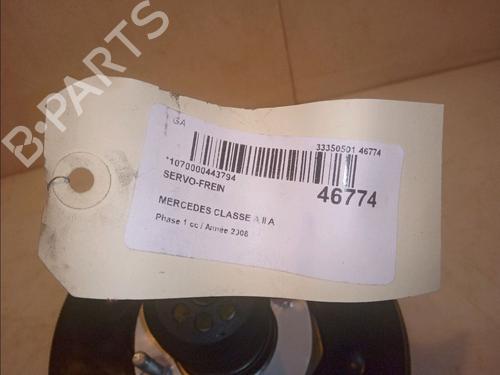 B-PARTS
GA
33350501 46774
*1070000443794
SERVO-FREIN
46774
MERCEDES CLASSE A II A
Phase 1 cc / Année 2008